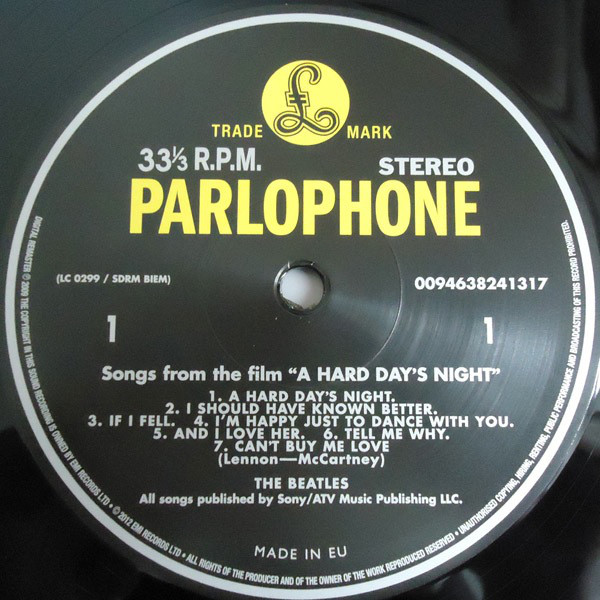 £
TRADE MARK
33⅓ R.P.M. STEREO
PARLOPHONE
(LC 0299 / SDRM BIEM) 0094638241317
1 1
Songs from the film “A HARD DAY'S NIGHT”
1. A HARD DAY'S NIGHT.
2. I SHOULD HAVE KNOWN BETTER.
3. IF I FELL. 4. I'M HAPPY JUST TO DANCE WITH YOU.
5. AND I LOVE HER. 6. TELL ME WHY.
7. CAN'T BUY ME LOVE
(Lennon—McCartney)
THE BEATLES
All songs published by Sony/ATV Music Publishing LLC.
MADE IN EU
DIGITAL REMASTER ℗ 2009 THE COPYRIGHT IN THIS SOUND RECORDING IS OWNED BY EMI RECORDS LTD • © 2012 EMI RECORDS LTD • ALL RIGHTS OF THE PRODUCER AND OF THE OWNER OF THE WORK REPRODUCED RESERVED • UNAUTHORISED COPYING, HIRING, RENTING, PUBLIC PERFORMANCE AND BROADCASTING OF THIS RECORD PROHIBITED.